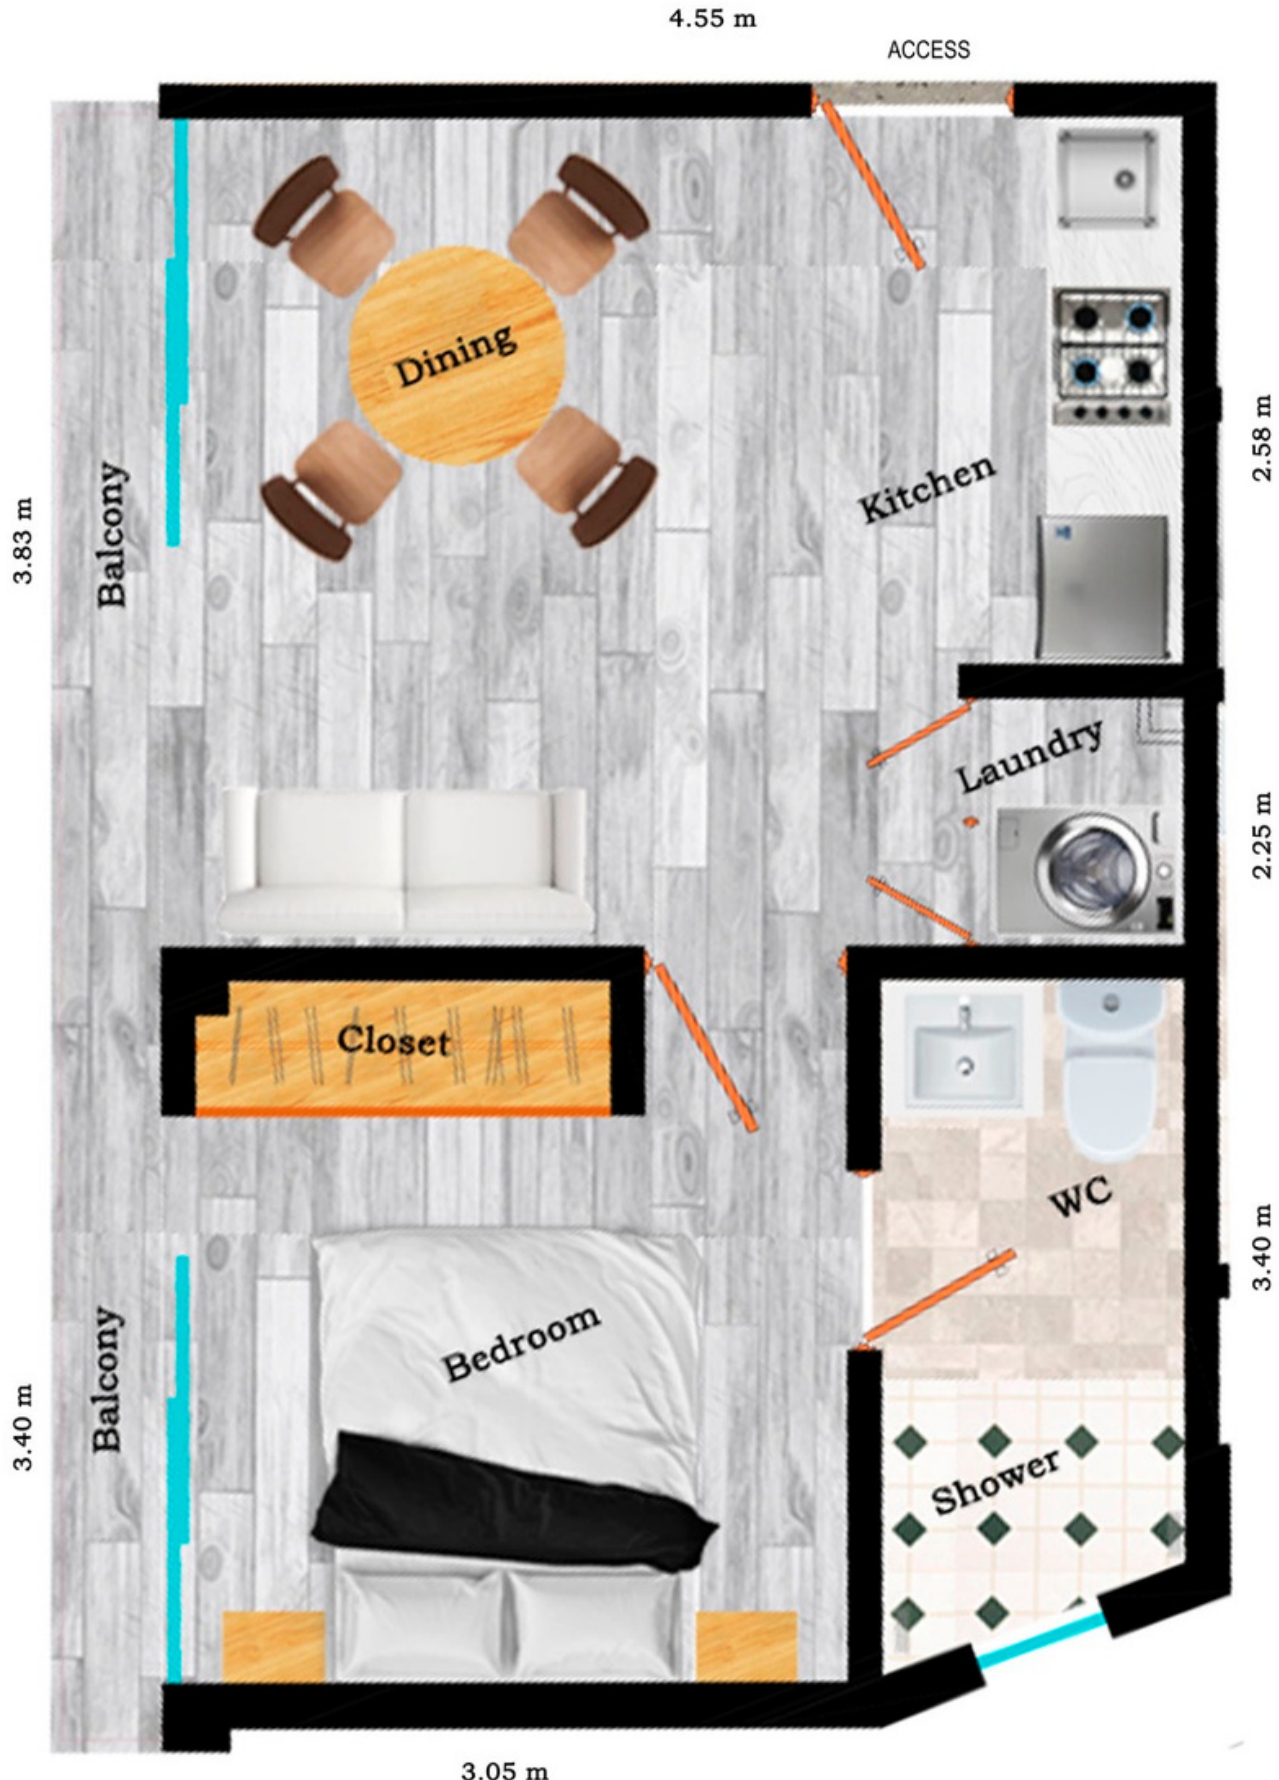 4.55 m
ACCESS
Dining
Kitchen
2.58 m
Balcony
3.83 m
Laundry
2.25 m
Closet
WC
3.40 m
Bedroom
Balcony
3.40 m
Shower
3.05 m